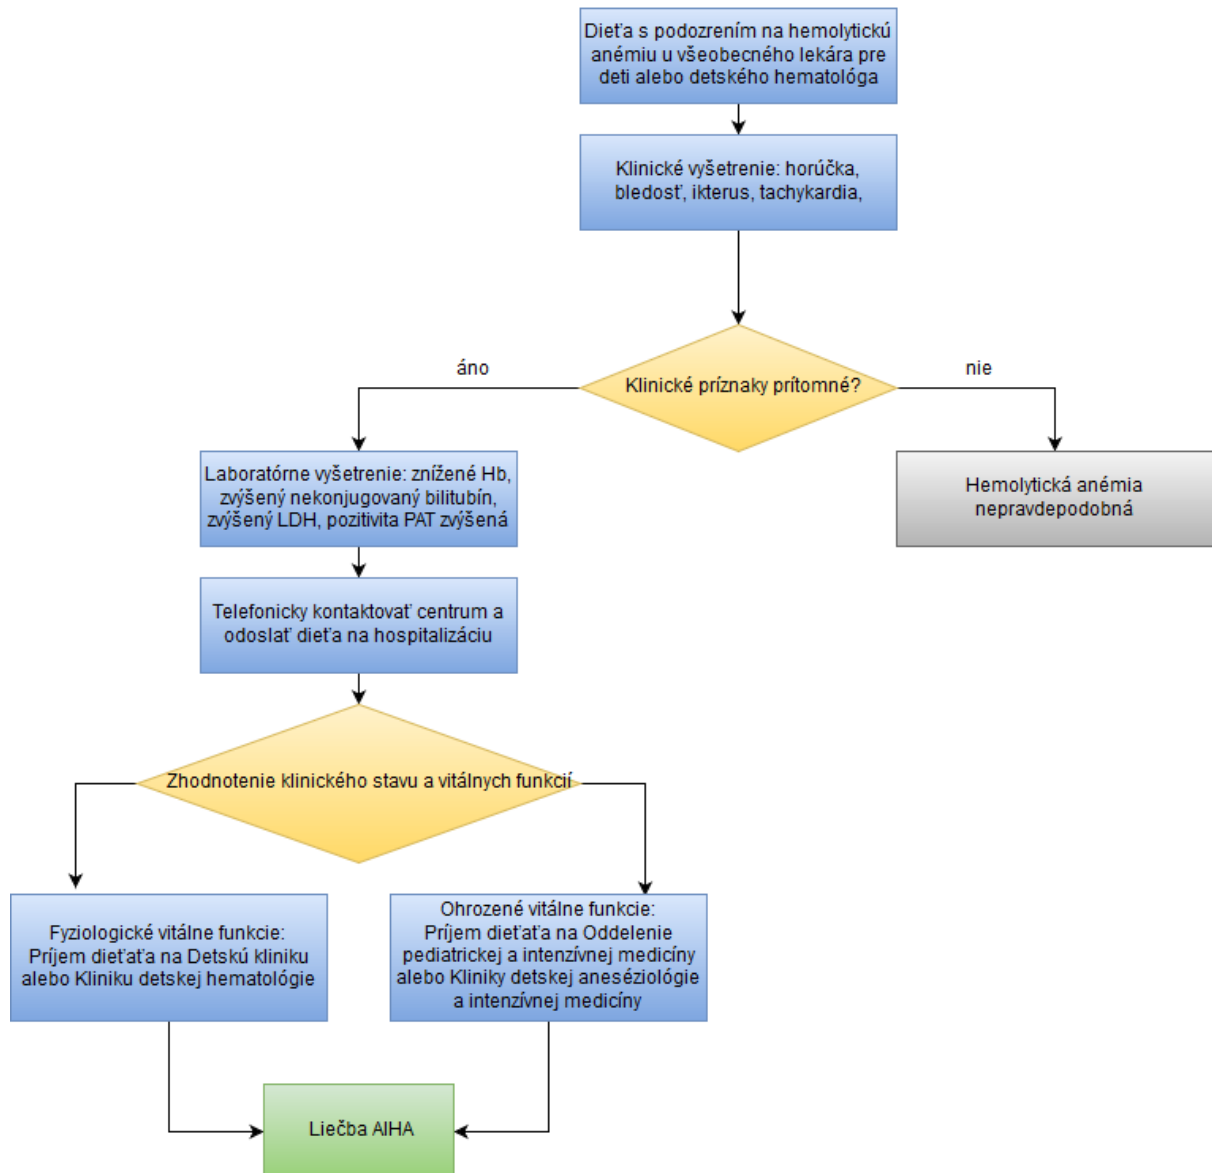 Dieťa s podozrením na hemolytickú
anémiu u všeobecného lekára pre
deti alebo detského hematológa
Klinické vyšetrenie: horúčka,
bledosť, ikterus, tachykardia,
Klinické príznaky prítomné?
áno
nie
Laboratórne vyšetrenie: znížené Hb,
zvýšený nekonjugovaný bilitubín,
zvýšený LDH, pozitivita PAT zvýšená
Hemolytická anémia
nepravdepodobná
Telefonicky kontaktovať centrum a
odoslať dieťa na hospitalizáciu
Zhodnotenie klinického stavu a vitálnych funkcií
Fyziologické vitálne funkcie:
Príjem dieťaťa na Detskú kliniku
alebo Kliniku detskej hematológie
Ohrozené vitálne funkcie:
Príjem dieťaťa na Oddelenie
pediatrickej a intenzívnej medicíny
alebo Kliniky detskej aneséziológie
a intenzívnej medicíny
Liečba AIHA